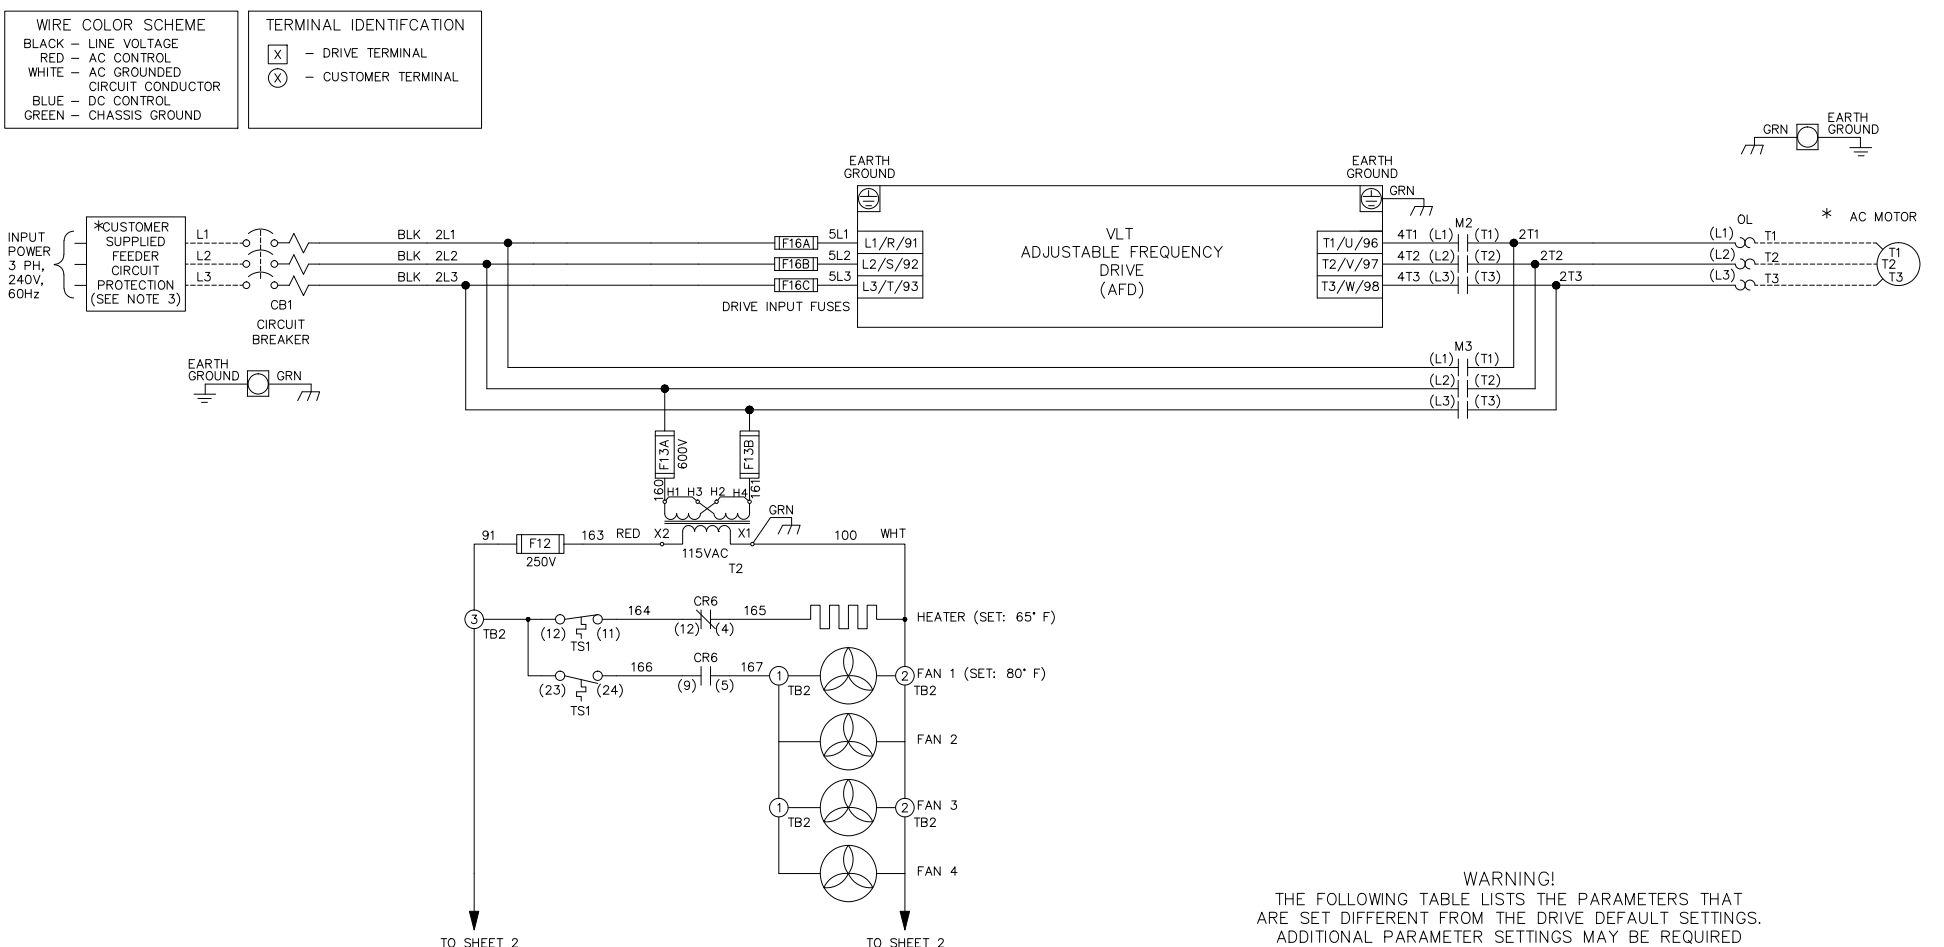 WIRE COLOR SCHEME
BLACK – LINE VOLTAGE
RED – AC CONTROL
WHITE – AC GROUNDED
CIRCUIT CONDUCTOR
BLUE – DC CONTROL
GREEN – CHASSIS GROUND
TERMINAL IDENTIFCATION
X – DRIVE TERMINAL
X – CUSTOMER TERMINAL
GRN
EARTH
GROUND
INPUT
POWER
3 PH,
240V,
60Hz
*CUSTOMER
SUPPLIED
FEEDER
CIRCUIT
PROTECTION
(SEE NOTE 3)
L1
L2
L3
CB1
CIRCUIT
BREAKER
BLK 2L1
BLK 2L2
BLK 2L3
F16A 5L1
F16B 5L2
F16C 5L3
DRIVE INPUT FUSES
EARTH
GROUND
L1/R/91
L2/S/92
L3/T/93
VLT
ADJUSTABLE FREQUENCY
DRIVE
(AFD)
EARTH
GROUND
GRN
T1/U/96
T2/V/97
T3/W/98
M2
4T1 (L1) (T1) 2T1
4T2 (L2) (T2) 2T2
4T3 (L3) (T3) 2T3
OL
(L1) T1
(L2) T2
(L3) T3
* AC MOTOR
T1
T2
T3
M3
(L1) (T1)
(L2) (T2)
(L3) (T3)
EARTH
GROUND
GRN
F13A
600V
F13B
160
161
H1 H3 H2 H4
GRN
91
F12
250V
163 RED X2
X1
100 WHT
115VAC
T2
3
TB2
(12) (11)
TS1
164
CR6
(12) (4)
165
HEATER (SET: 65° F)
(23) (24)
TS1
166
CR6
(9) (5)
167
1
TB2
2
TB2
FAN 1 (SET: 80° F)
FAN 2
1
TB2
2
TB2
FAN 3
FAN 4
TO SHEET 2
TO SHEET 2
WARNING!
THE FOLLOWING TABLE LISTS THE PARAMETERS THAT
ARE SET DIFFERENT FROM THE DRIVE DEFAULT SETTINGS.
ADDITIONAL PARAMETER SETTINGS MAY BE REQUIRED